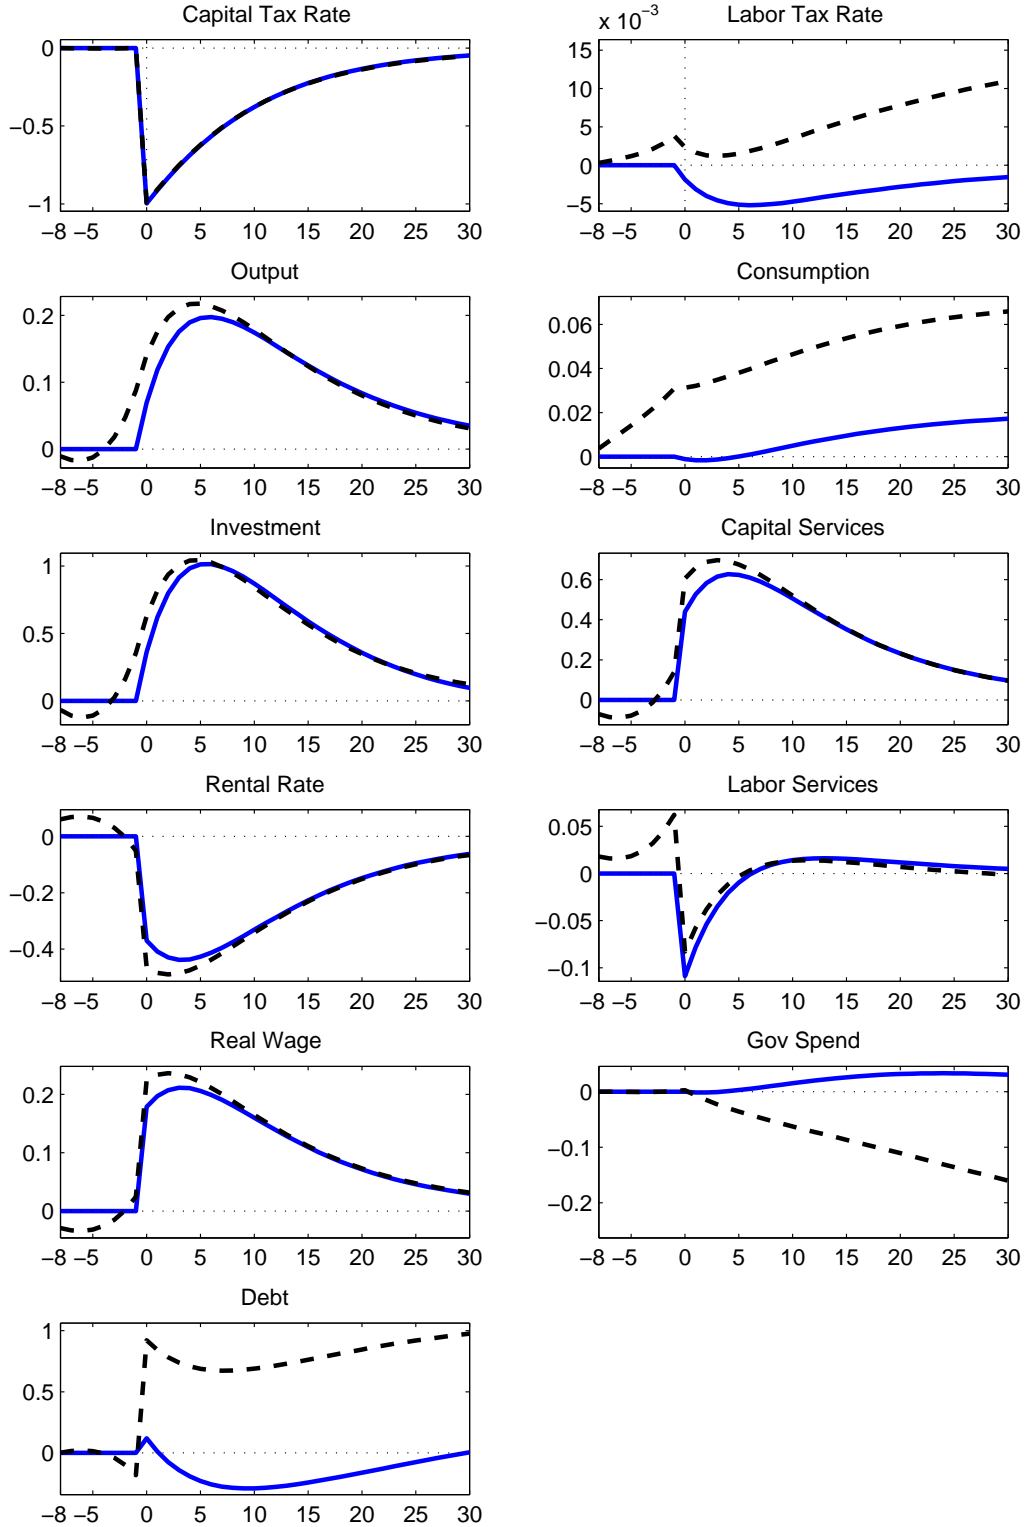 Capital Tax Rate
0
−0.5
−1
−8 −5 0 5 10 15 20 25 30
Labor Tax Rate
x 10−3
15
10
5
0
−5
−8 −5 0 5 10 15 20 25 30
Output
0.2
0.1
0
−8 −5 0 5 10 15 20 25 30
Consumption
0.06
0.04
0.02
0
−8 −5 0 5 10 15 20 25 30
Investment
1
0.5
0
−8 −5 0 5 10 15 20 25 30
Capital Services
0.6
0.4
0.2
0
−8 −5 0 5 10 15 20 25 30
Rental Rate
0
−0.2
−0.4
−8 −5 0 5 10 15 20 25 30
Labor Services
0.05
0
−0.05
−0.1
−8 −5 0 5 10 15 20 25 30
Real Wage
0.2
0.1
0
−8 −5 0 5 10 15 20 25 30
Gov Spend
0
−0.1
−0.2
−8 −5 0 5 10 15 20 25 30
Debt
1
0.5
0
−8 −5 0 5 10 15 20 25 30